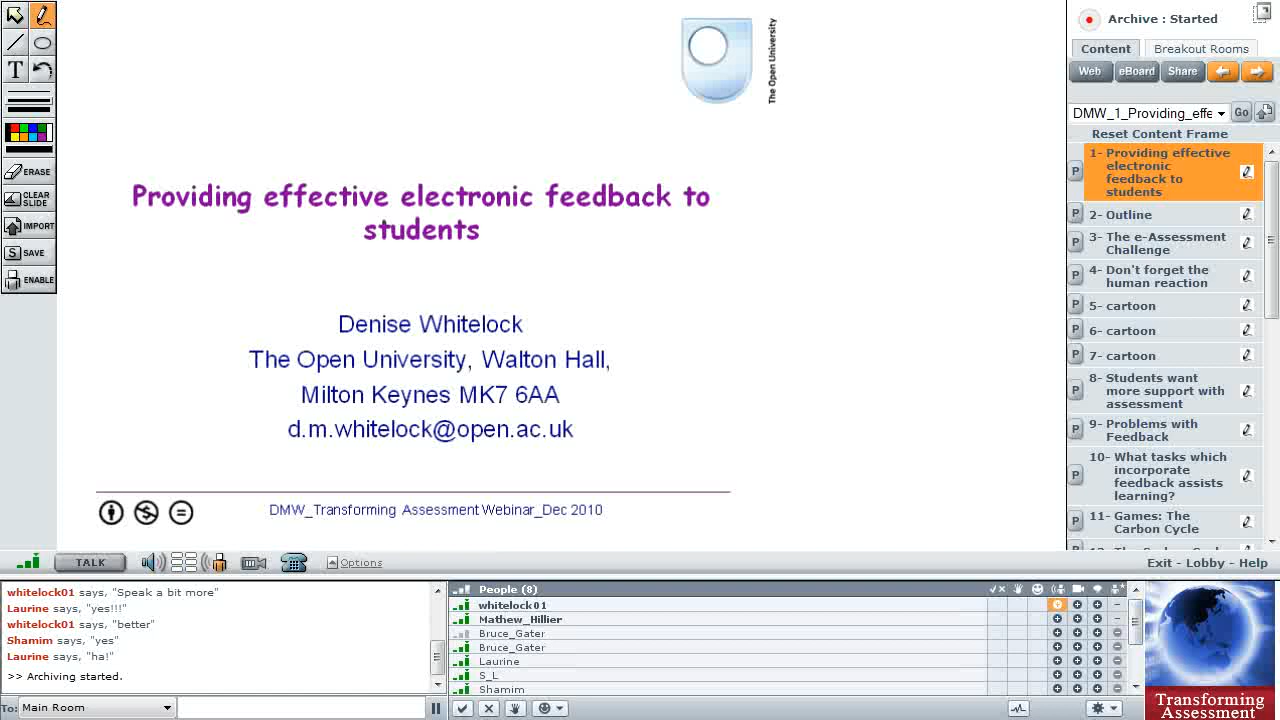 Archive : Started
Content
Breakout Rooms
Web
eBoard
Share
DMW_1_Providing_effe
Go
Reset Content Frame
1- Providing effective
electronic
feedback to
students
2- Outline
3- The e-Assessment
Challenge
4- Don't forget the
human reaction
5- cartoon
6- cartoon
7- cartoon
8- Students want
more support with
assessment
9- Problems with
Feedback
10- What tasks which
incorporate
feedback assists
learning?
11- Games: The
Carbon Cycle
T
ERASE
CLEAR
SLIDE
IMPORT
SAVE
ENABLE
The Open University
Providing effective electronic feedback to
students
Denise Whitelock
The Open University, Walton Hall,
Milton Keynes MK7 6AA
d.m.whitelock@open.ac.uk
DMW_Transforming Assessment Webinar_Dec 2010
TALK
Options
Exit - Lobby - Help
whitelock01 says, "Speak a bit more"
Laurine says, "yes!!!"
whitelock01 says, "better"
Shamim says, "yes"
Laurine says, "ha!"
>> Archiving started.
To: Main Room
People (8)
whitelock01
Mathew_Hillier
Bruce_Gater
Bruce_Gater
Laurine
S_L
Shamim
Transforming
Assessment